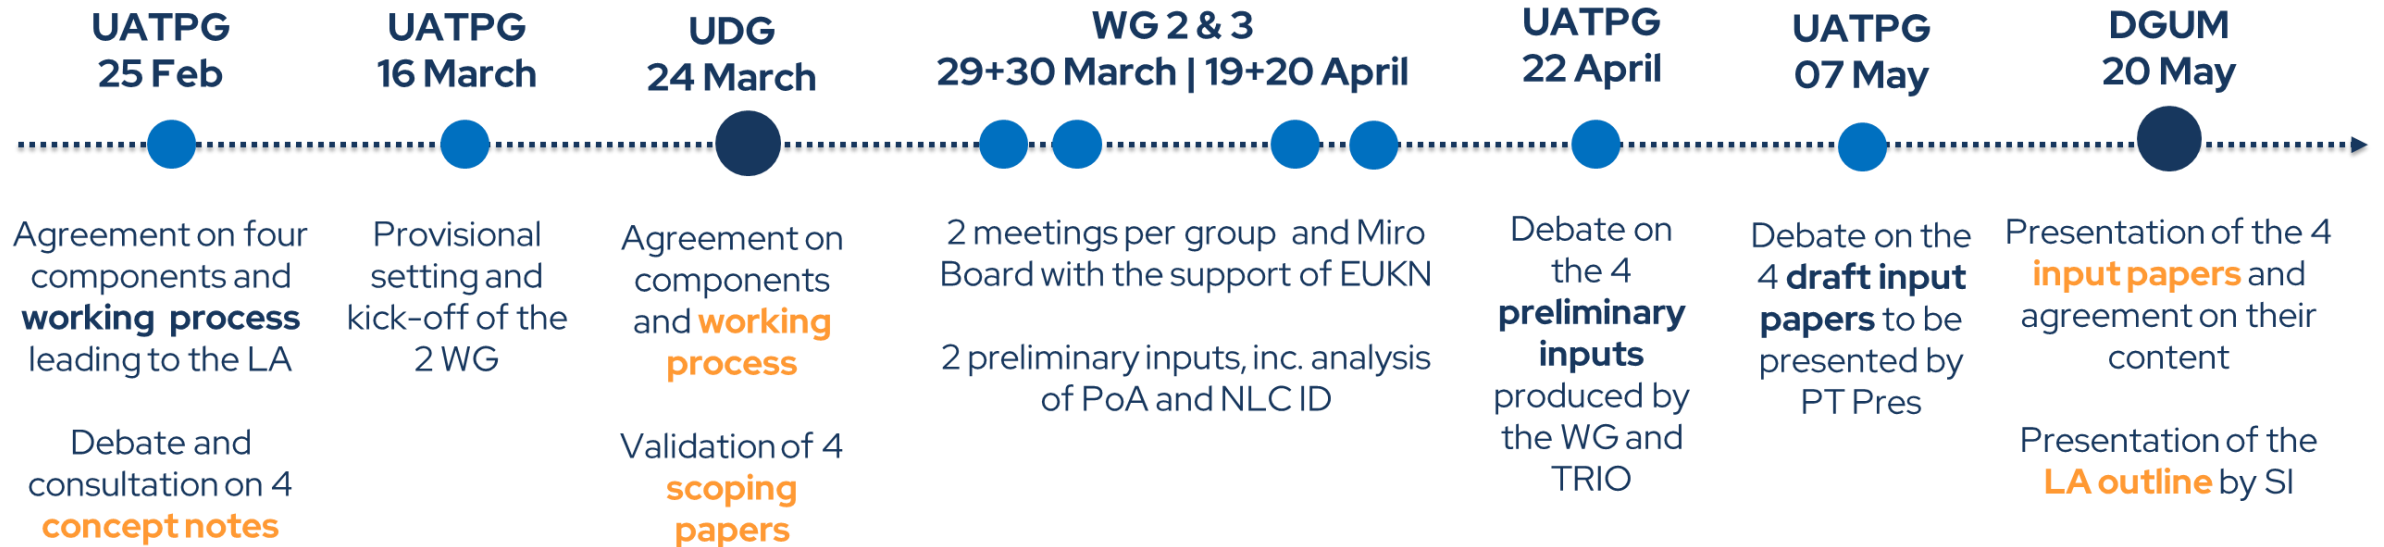 UATPG
25 Feb
Agreement on four
components and
working process
leading to the LA
Debate and
consultation on 4
concept notes
UATPG
16 March
Provisional
setting and
kick-off of the
2 WG
UDG
24 March
Agreement on
components
and working
process
Validation of 4
scoping
papers
WG 2 & 3
29+30 March | 19+20 April
2 meetings per group and Miro
Board with the support of EUKN
2 preliminary inputs, inc. analysis
of PoA and NLC ID
UATPG
22 April
Debate on
the 4
preliminary
inputs
produced by
the WG and
TRIO
UATPG
07 May
Debate on the
4 draft input
papers to be
presented by
PT Pres
DGUM
20 May
Presentation of the 4
input papers and
agreement on their
content
Presentation of the
LA outline by SI